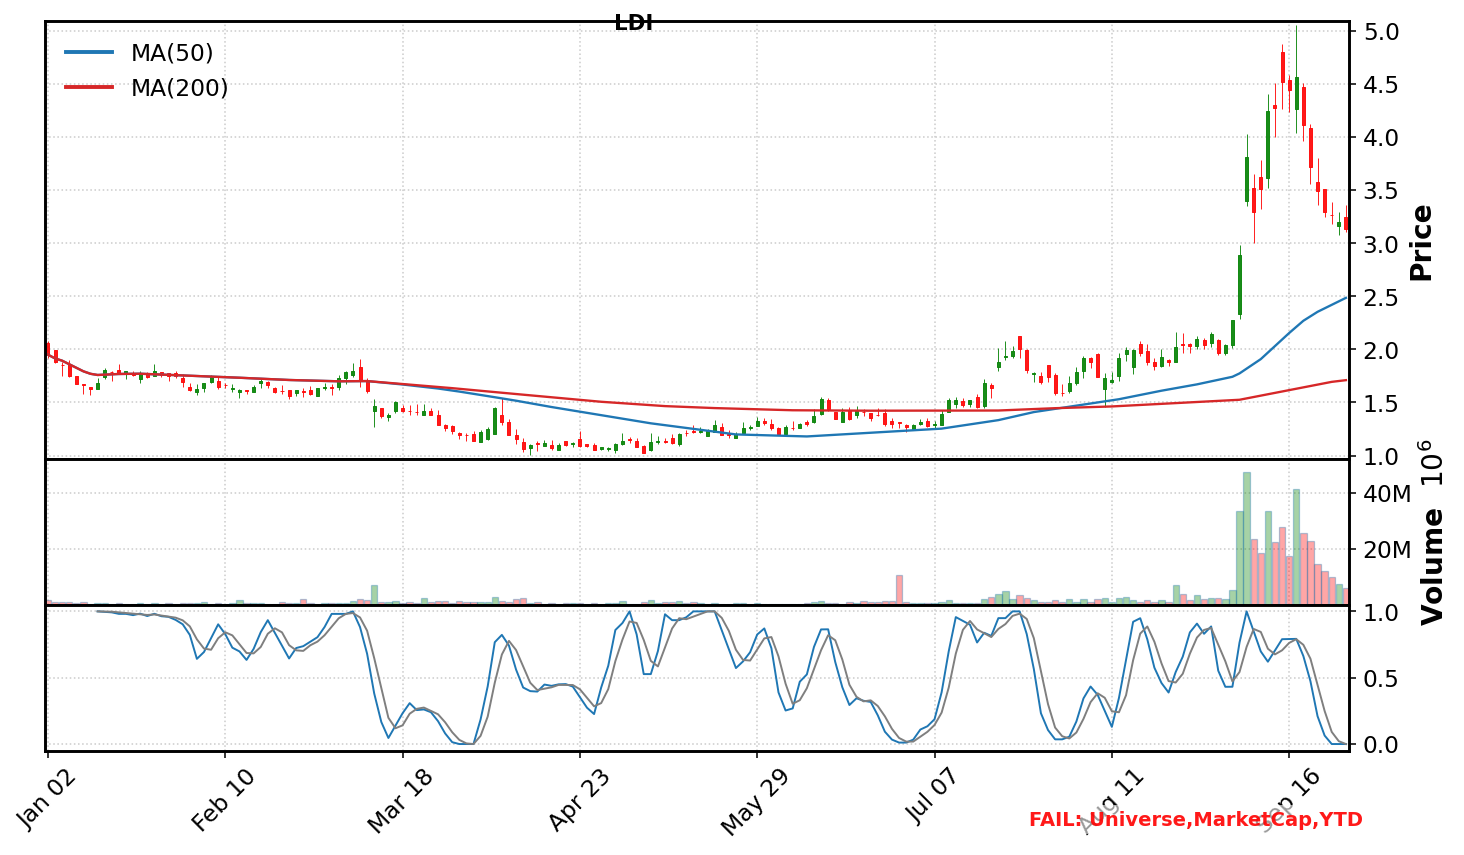 LDI
MA(50)
MA(200)
5.0
4.5
4.0
3.5
3.0
2.5
2.0
1.5
1.0
Price
40M
20M
Volume 10⁶
1.0
0.5
0.0
Jan 02
Feb 10
Mar 18
Apr 23
May 29
Jul 07
Aug 11
Sep 16
FAIL: Universe,MarketCap,YTD